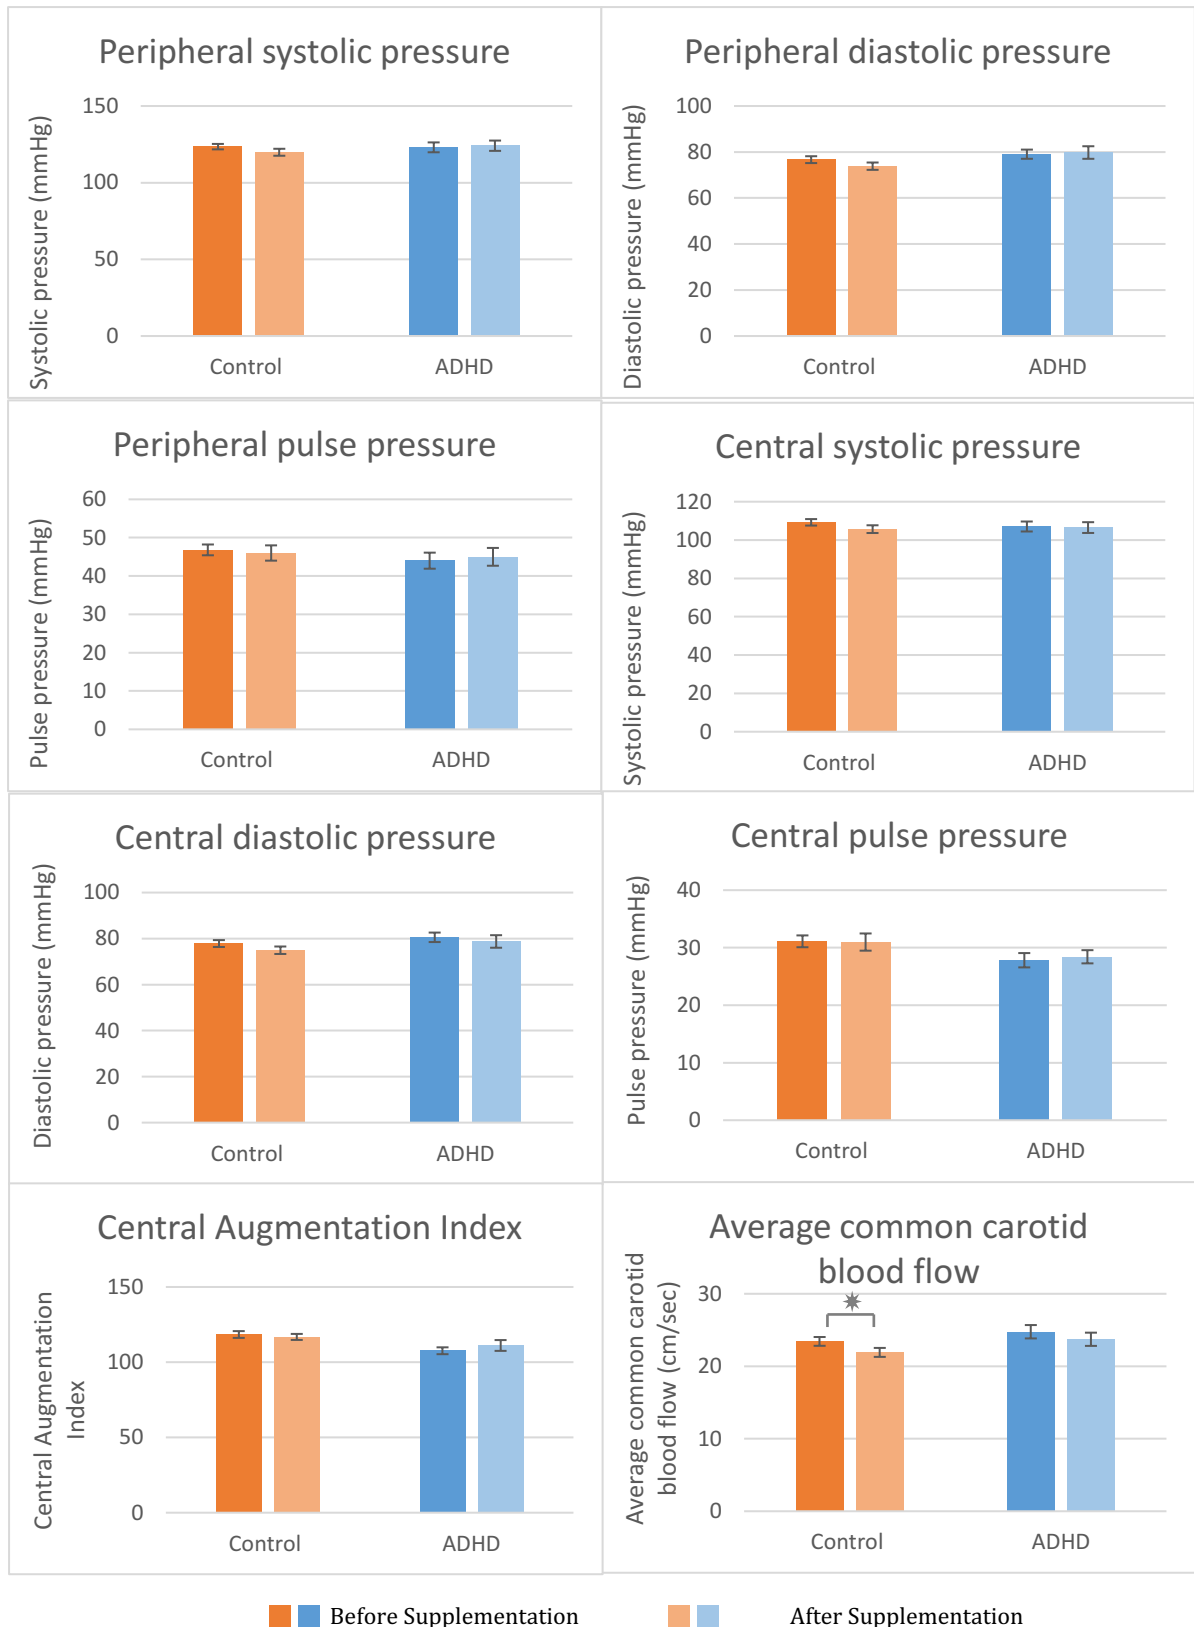 Peripheral systolic pressure
Systolic pressure (mmHg)
150
100
50
0
Control
ADHD
Peripheral diastolic pressure
Diastolic pressure (mmHg)
100
80
60
40
20
0
Control
ADHD
Peripheral pulse pressure
Pulse pressure (mmHg)
60
50
40
30
20
10
0
Control
ADHD
Central systolic pressure
Systolic pressure (mmHg)
120
100
80
60
40
20
0
Control
ADHD
Central diastolic pressure
Diastolic pressure (mmHg)
100
80
60
40
20
0
Control
ADHD
Central pulse pressure
Pulse pressure (mmHg)
40
30
20
10
0
Control
ADHD
Central Augmentation Index
Central Augmentation
Index
150
100
50
0
Control
ADHD
Average common carotid
blood flow
Average common carotid
blood flow (cm/sec)
30
20
10
0
Control
ADHD
Before Supplementation
After Supplementation